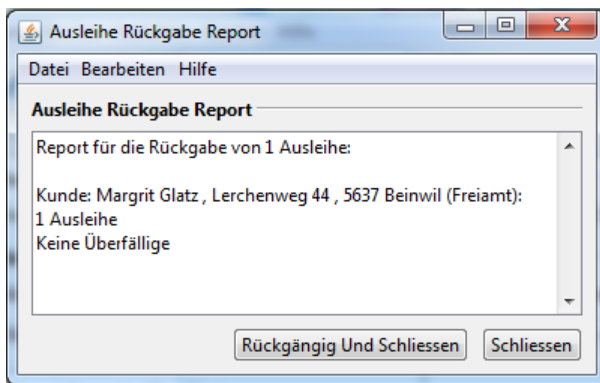 Ausleihe Rückgabe Report
Datei Bearbeiten Hilfe
Ausleihe Rückgabe Report
Report für die Rückgabe von 1 Ausleihe:
Kunde: Margrit Glatz , Lerchenweg 44 , 5637 Beinwil (Freiamt):
1 Ausleihe
Keine Überfällige
Rückgängig Und Schliessen Schliessen